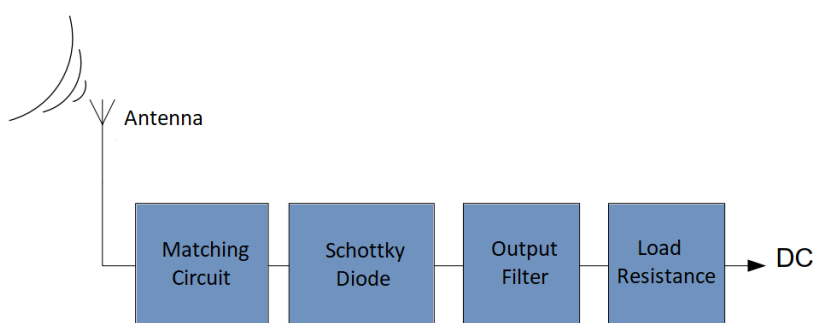 Antenna
Matching
Circuit
Schottky
Diode
Output
Filter
Load
Resistance
DC